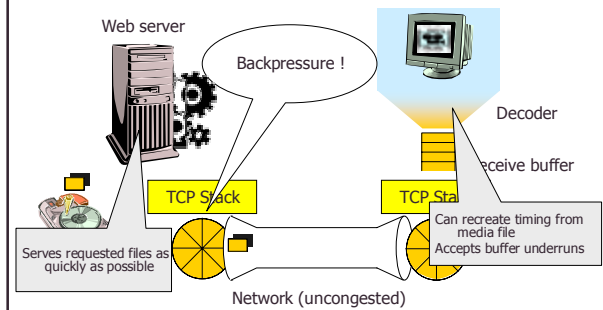 Web server
Backpressure !
Decoder
eceive buffer
TCP Stack
TCP Sta
Serves requested files as
quickly as possible
Can recreate timing from
media file
Accepts buffer underruns
Network (uncongested)